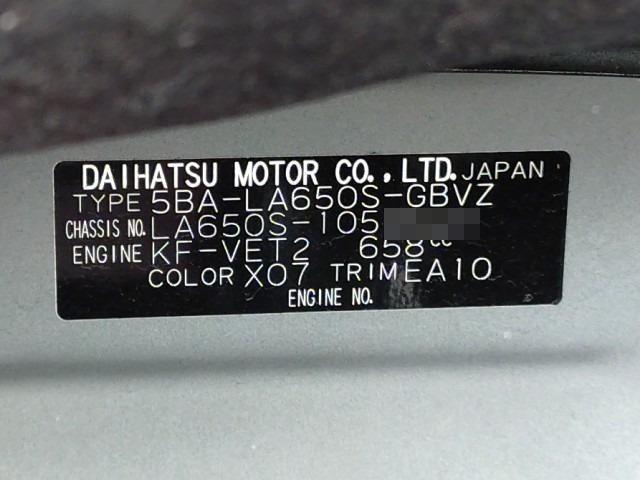 DAIHATSU MOTOR CO.,LTD. JAPAN
TYPE 5BA-LA650S-GBVZ
CHASSIS NO. LA650S-105
ENGINE KF-VET2 658cc
COLOR X07 TRIM EA10
ENGINE NO.